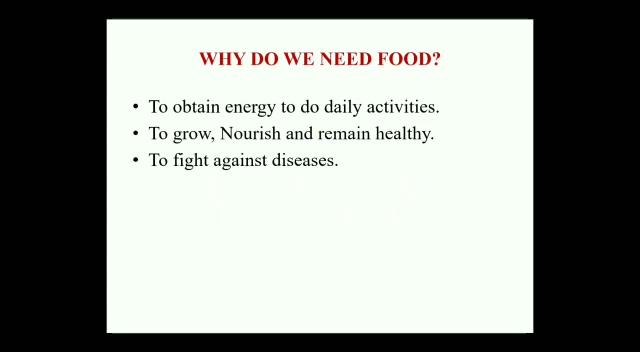 WHY DO WE NEED FOOD?
• To obtain energy to do daily activities.
• To grow, Nourish and remain healthy.
• To fight against diseases.